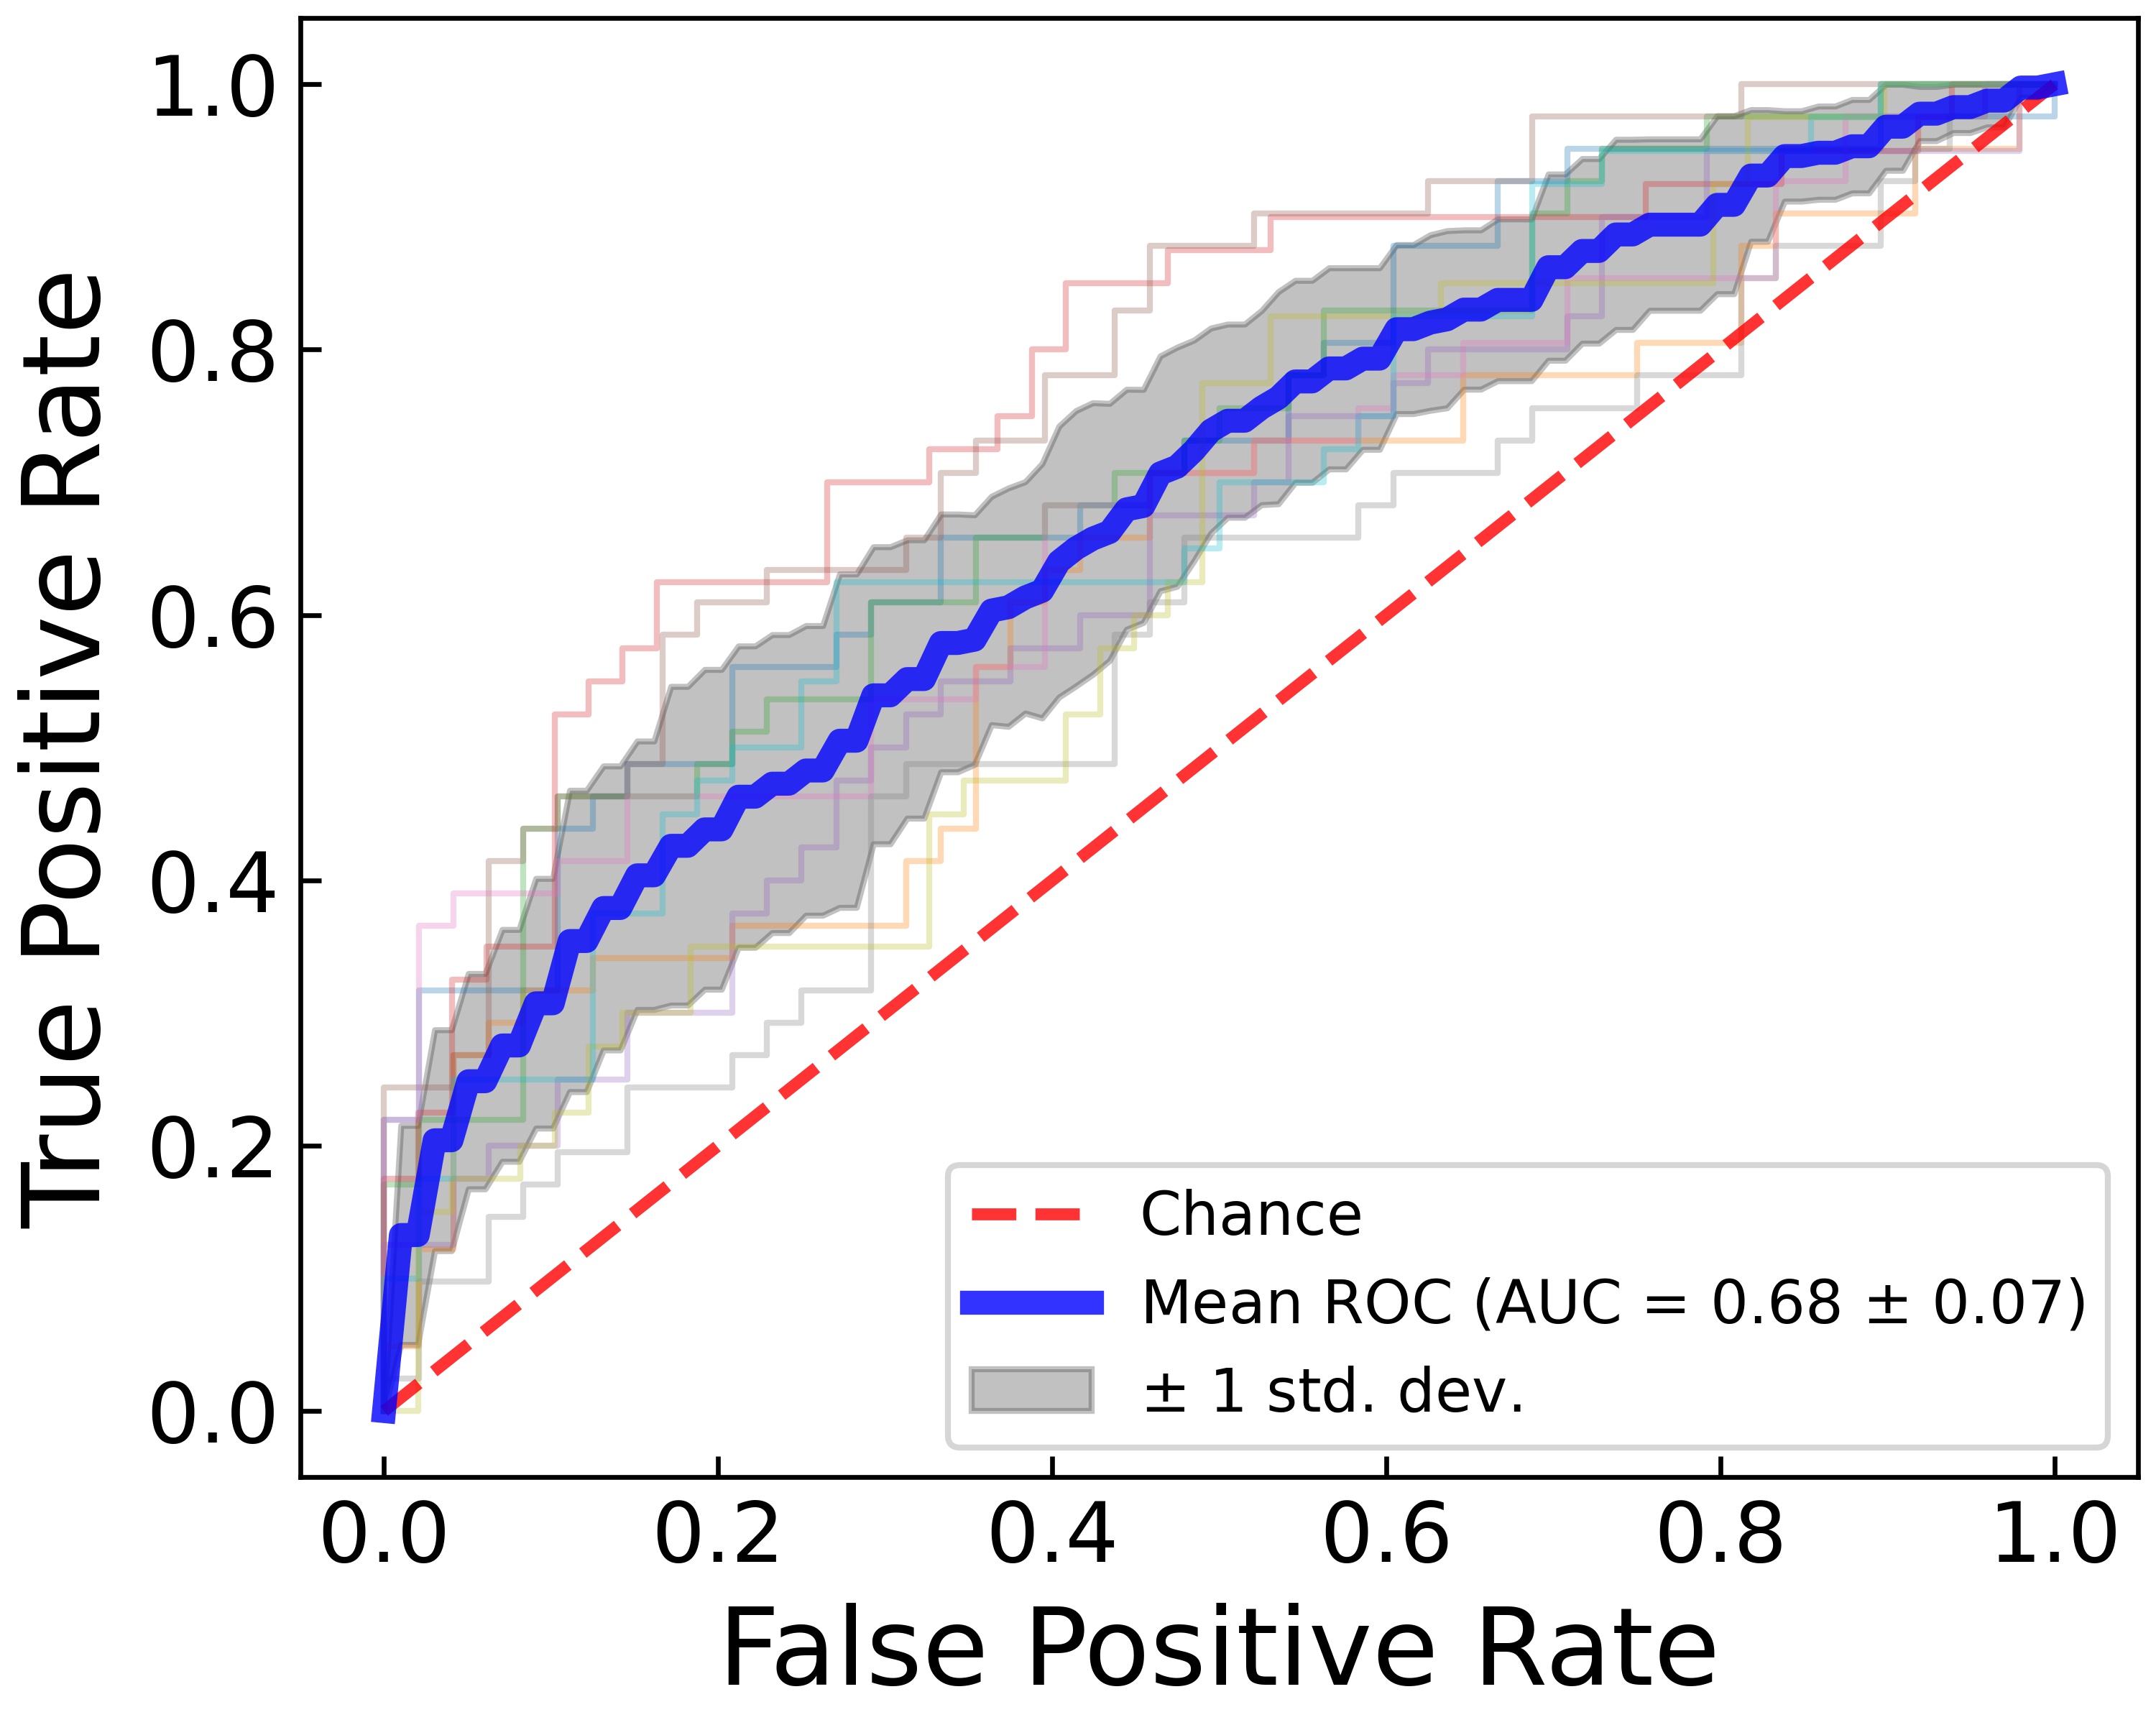 True Positive Rate
1.0
0.8
0.6
0.4
0.2
0.0
Chance
Mean ROC (AUC = 0.68 ± 0.07)
± 1 std. dev.
0.0 0.2 0.4 0.6 0.8 1.0
False Positive Rate